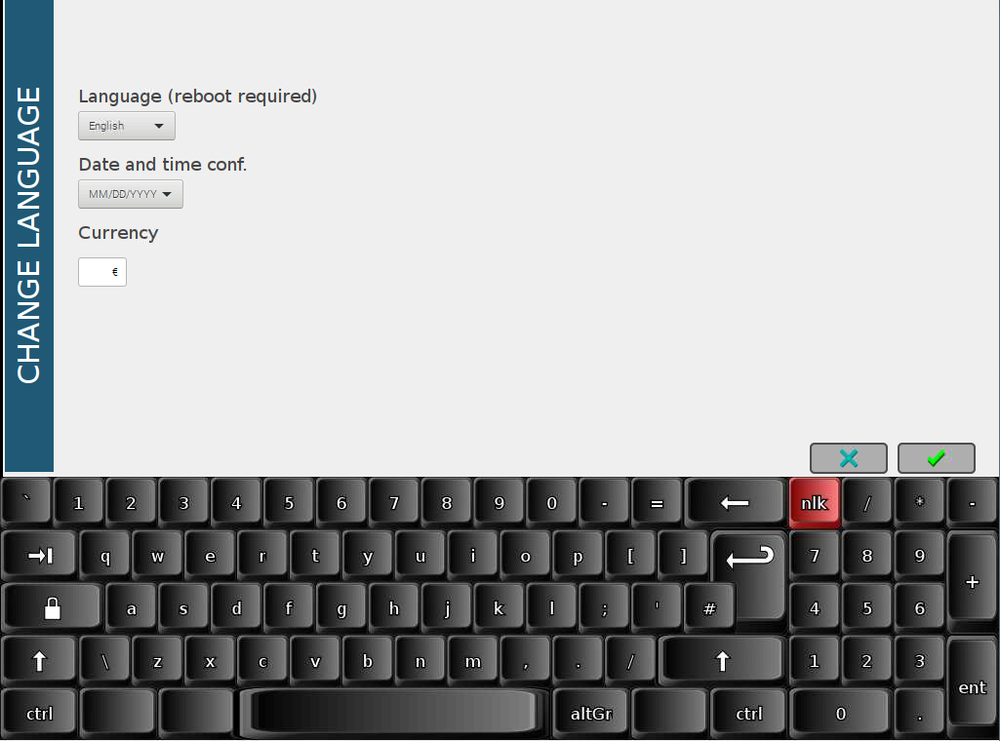 CHANGE LANGUAGE
Language (reboot required)
English
Date and time conf.
MM/DD/YYYY
Currency
€
` 1 2 3 4 5 6 7 8 9 0 - = nlk / * -
q w e r t y u i o p [ ] 7 8 9 +
a s d f g h j k l ; ' # 4 5 6
\ z x c v b n m , . / 1 2 3 ent
ctrl altGr ctrl 0 .